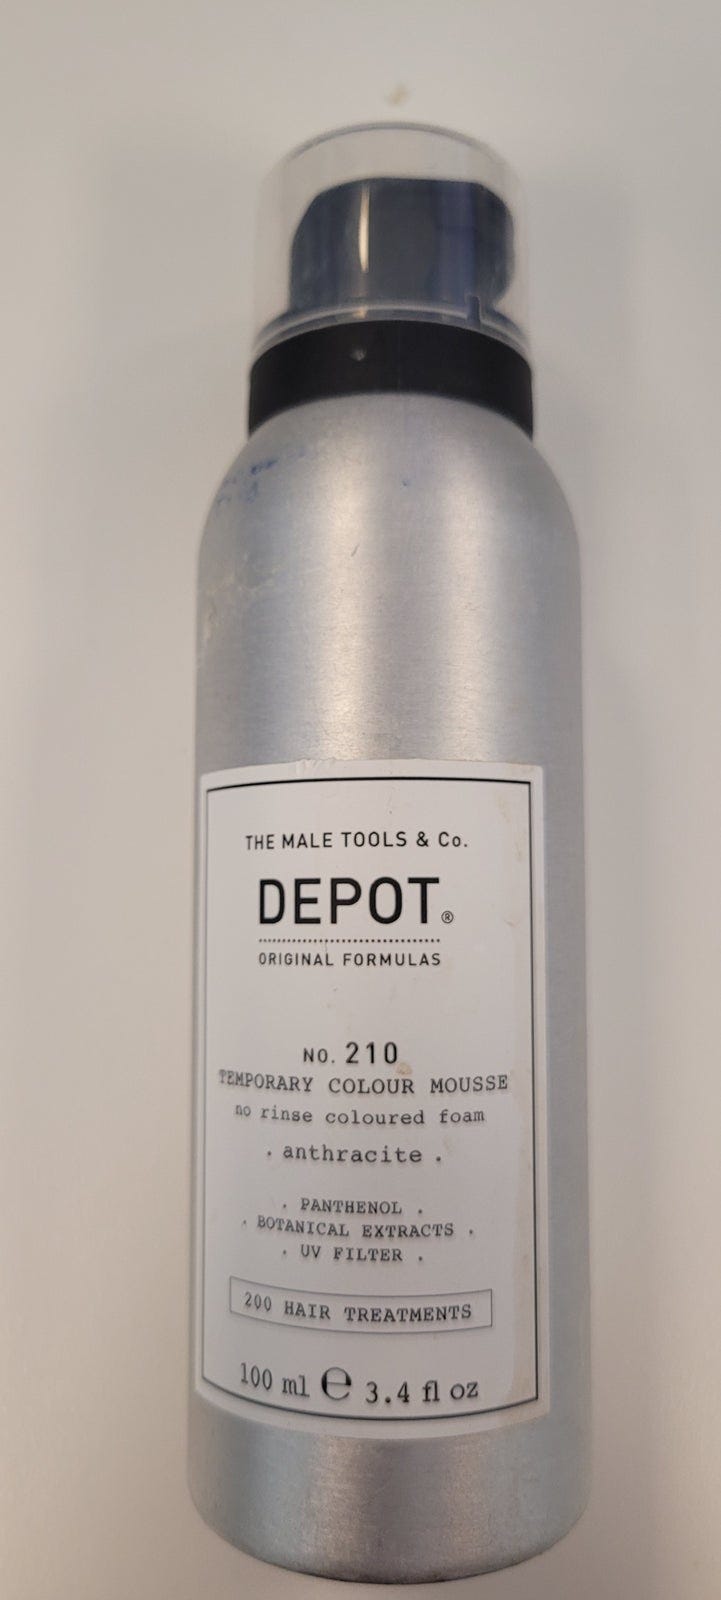 THE MALE TOOLS & Co.
DEPOT®
ORIGINAL FORMULAS
NO. 210
TEMPORARY COLOUR MOUSSE
no rinse coloured foam
. anthracite .
. PANTHENOL .
. BOTANICAL EXTRACTS .
. UV FILTER .
200 HAIR TREATMENTS
100 ml ℮ 3.4 fl oz